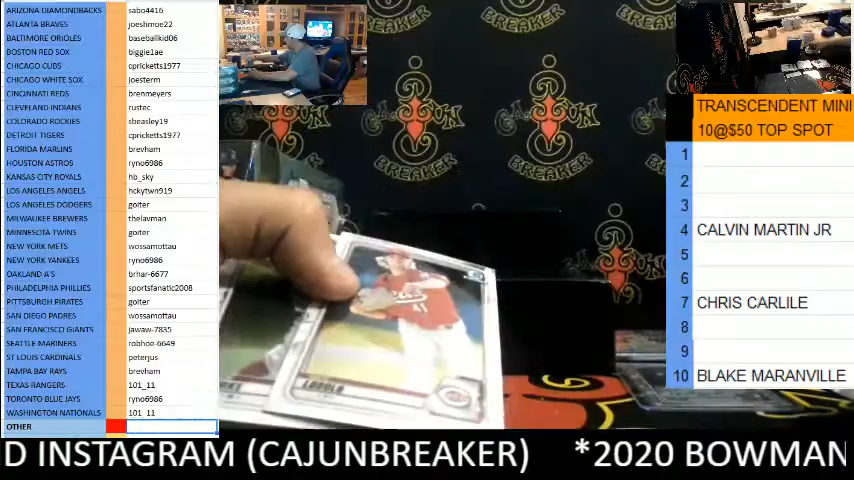 ARIZONA DIAMONDBACKS sabo4416
ATLANTA BRAVES joeshmoe22
BALTIMORE ORIOLES baseballkid06
BOSTON RED SOX biggie1ae
CHICAGO CUBS cpricketts1977
CHICAGO WHITE SOX joesterm
CINCINNATI REDS brenmeyers
CLEVELAND INDIANS rustec
COLORADO ROCKIES sbeasley19
DETROIT TIGERS cpricketts1977
FLORIDA MARLINS brevham
HOUSTON ASTROS ryno6986
KANSAS CITY ROYALS hb_sky
LOS ANGELES ANGELS hckytwn919
LOS ANGELES DODGERS golter
MILWAUKEE BREWERS thelavman
MINNESOTA TWINS golter
NEW YORK METS wossamottau
NEW YORK YANKEES ryno6986
OAKLAND A'S brhar-6677
PHILADELPHIA PHILLIES sportsfanatic2008
PITTSBURGH PIRATES golter
SAN DIEGO PADRES wossamottau
SAN FRANCISCO GIANTS jawaw-7835
SEATTLE MARINERS robhoe-6649
ST LOUIS CARDINALS peterjus
TAMPA BAY RAYS brevham
TEXAS RANGERS 101_11
TORONTO BLUE JAYS ryno6986
WASHINGTON NATIONALS 101_11
OTHER
CAJUN
BREAKER
BREAKER
BREAKER
BREAKER
BREAKER
41
LODOLO
TRANSCENDENT MINI
10@$50 TOP SPOT
1
2
3
4 CALVIN MARTIN JR
5
6
7 CHRIS CARLILE
8
9
10 BLAKE MARANVILLE
D INSTAGRAM (CAJUNBREAKER) *2020 BOWMAN